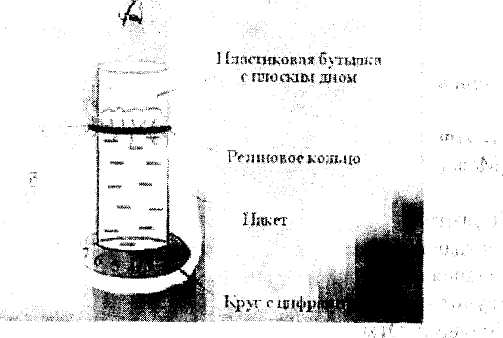 Пластиковая бутылка
с плоским дном
Резиновое кольцо
Пакет
Круг с цифрами